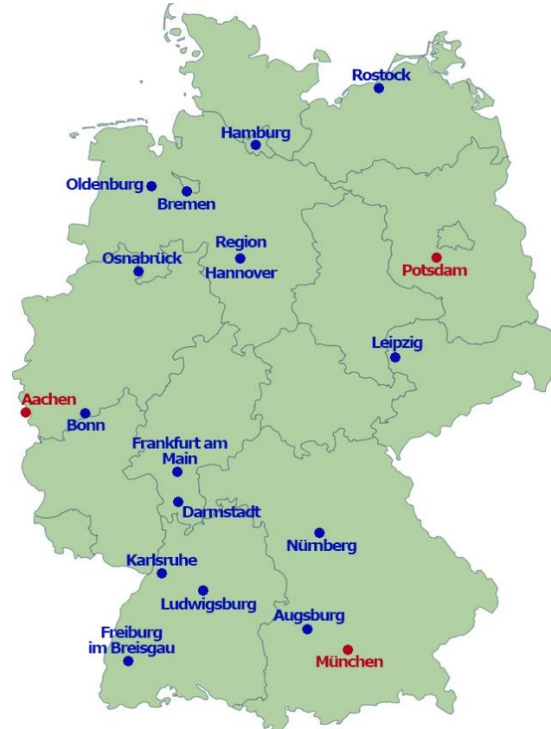 Rostock
Hamburg
Oldenburg
Bremen
Region
Hannover
Osnabrück
Potsdam
Leipzig
Aachen
Bonn
Frankfurt am
Main
Darmstadt
Nürnberg
Karlsruhe
Ludwigsburg
Augsburg
Freiburg
im Breisgau
München